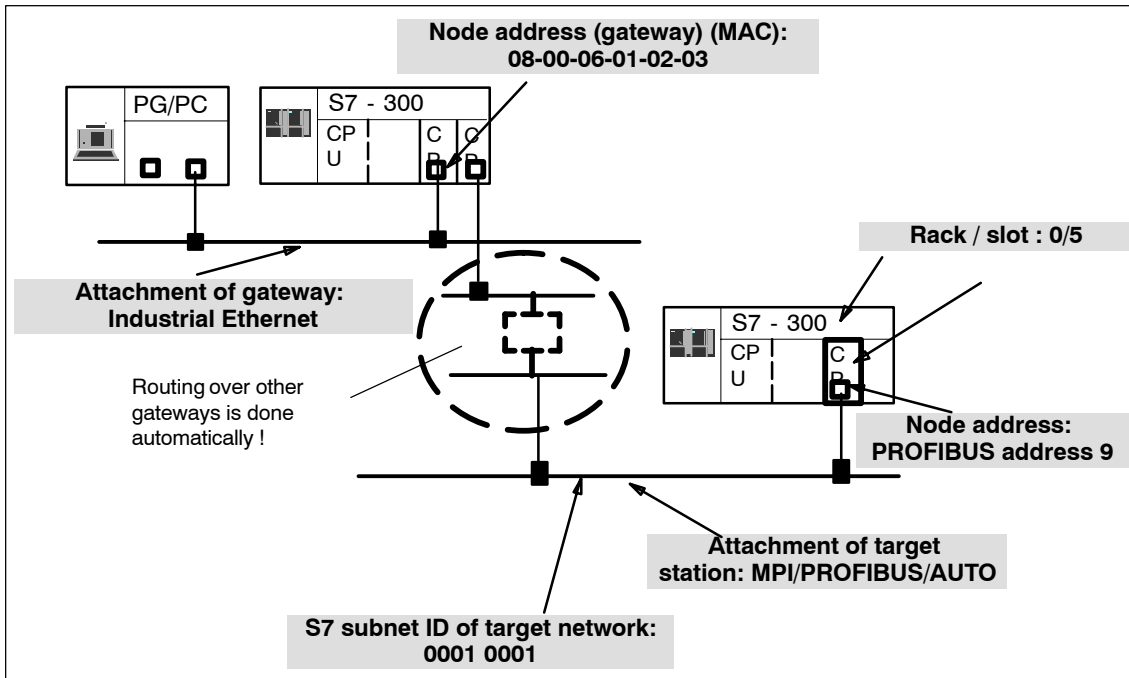 Node address (gateway) (MAC):
08-00-06-01-02-03
PG/PC
S7 - 300
CP
U
C
P
C
P
Rack / slot : 0/5
Attachment of gateway:
Industrial Ethernet
S7 - 300
CP
U
C
P
Routing over other
gateways is done
automatically !
Node address:
PROFIBUS address 9
Attachment of target
station: MPI/PROFIBUS/AUTO
S7 subnet ID of target network:
0001 0001